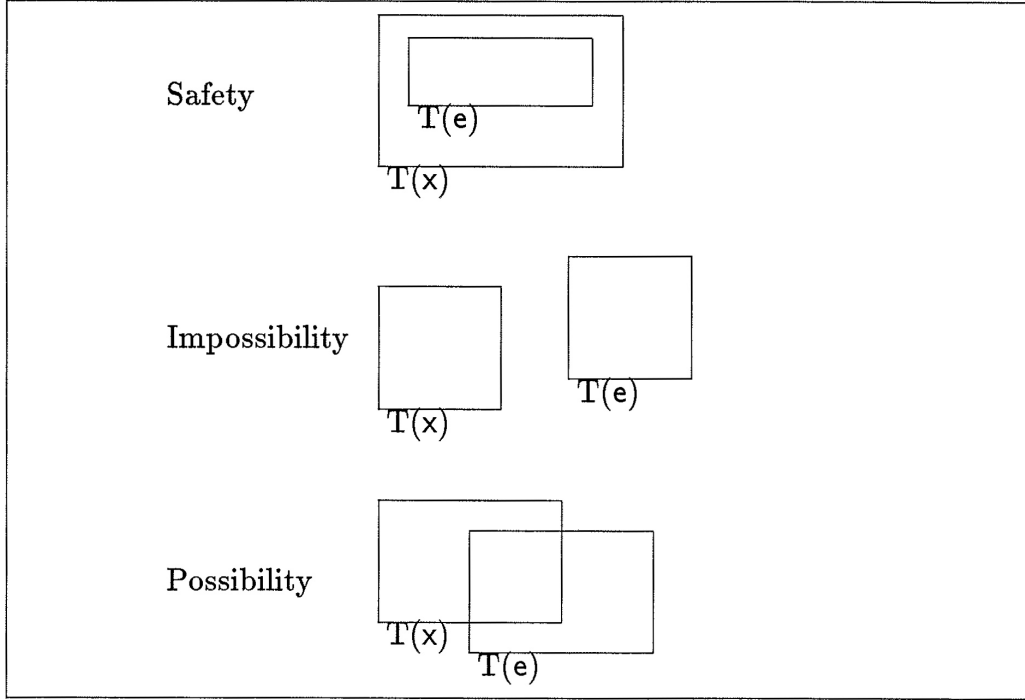 Safety
T(e)
T(x)
Impossibility
T(e)
T(x)
Possibility
T(x)
T(e)